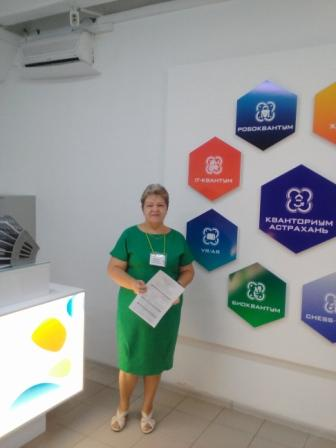 РОБОКВАНТУМ
IT-КВАНТУМ
КВАНТОРИУМ
АСТРАХАНЬ
VR/AR
БИОКВАНТУМ
CHESS-